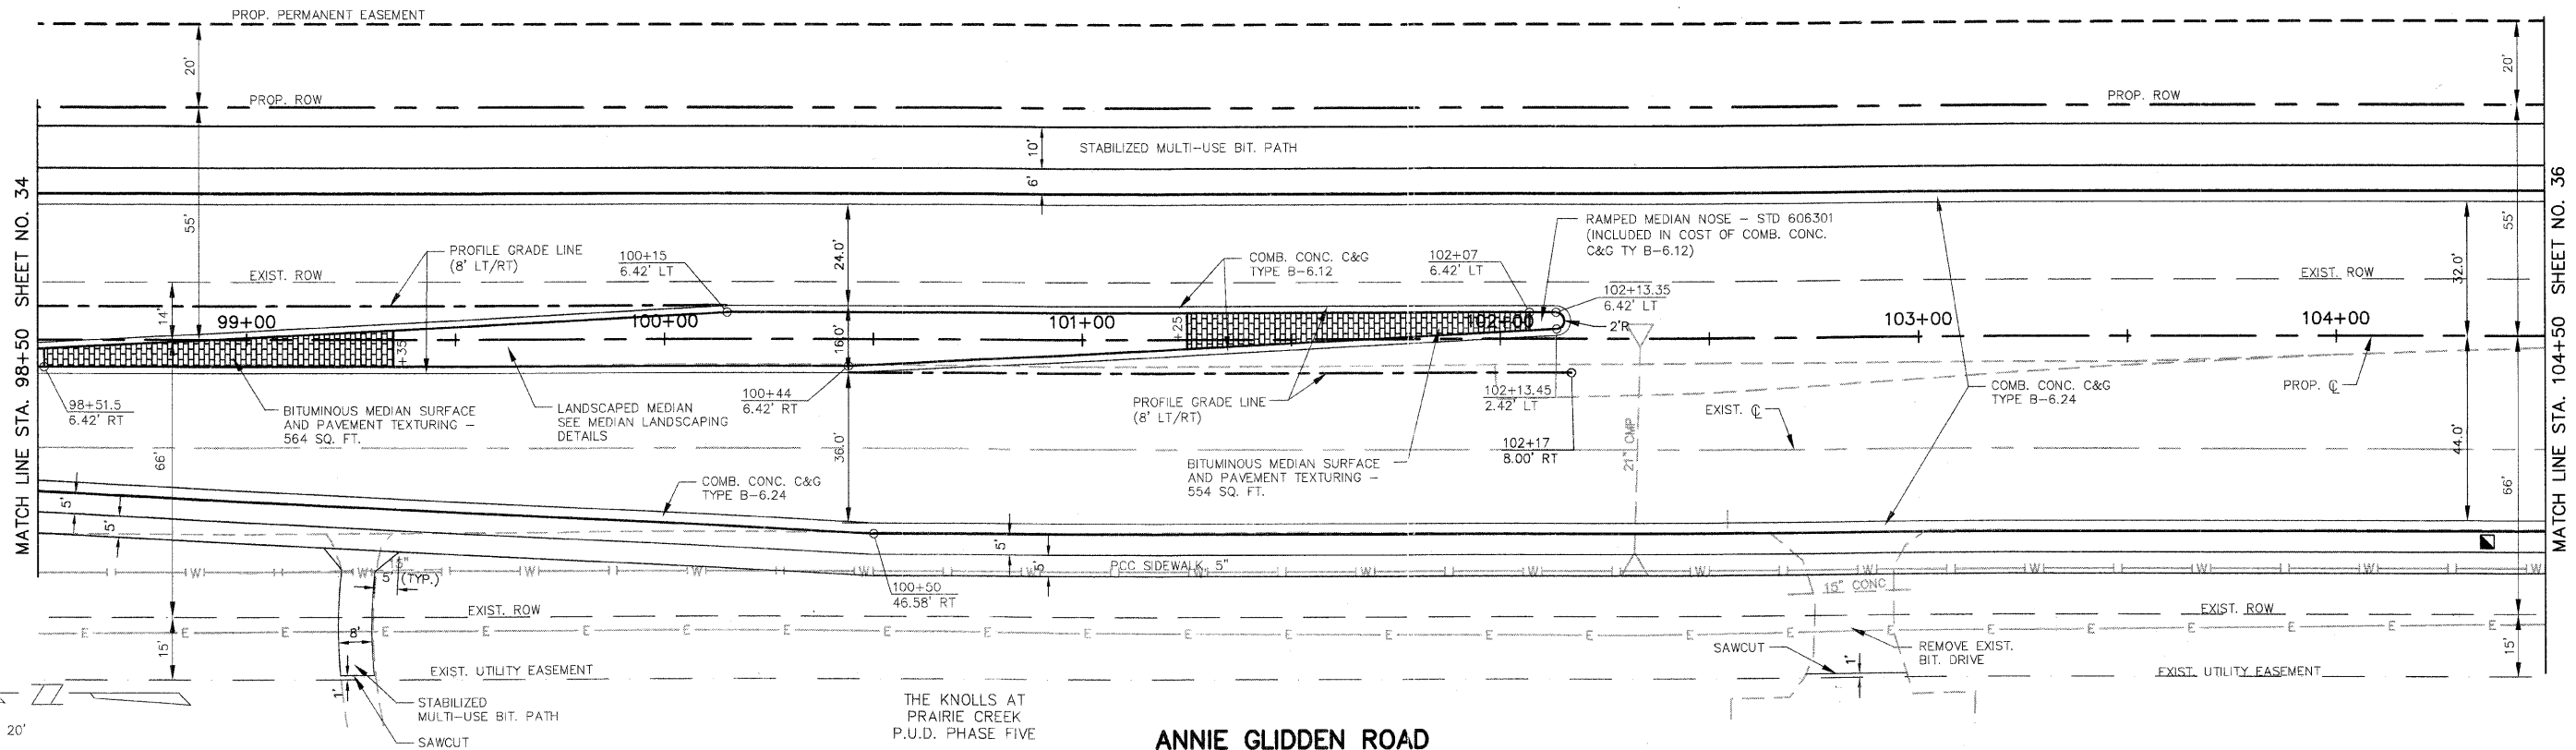 PROP. PERMANENT EASEMENT
20'
20'
PROP. ROW
PROP. ROW
10'
STABILIZED MULTI-USE BIT. PATH
6'
MATCH LINE STA. 98+50 SHEET NO. 34
MATCH LINE STA. 104+50 SHEET NO. 36
55'
55'
PROFILE GRADE LINE
(8' LT/RT)
100+15
6.42' LT
24.0'
COMB. CONC. C&G
TYPE B-6.12
102+07
6.42' LT
RAMPED MEDIAN NOSE - STD 606301
(INCLUDED IN COST OF COMB. CONC.
C&G TY B-6.12)
32.0'
EXIST. ROW
EXIST. ROW
102+13.35
6.42' LT
14'
99+00
100+00
101+00
102+00
103+00
104+00
2'R
16.0'
+35
+25
98+51.5
6.42' RT
BITUMINOUS MEDIAN SURFACE
AND PAVEMENT TEXTURING -
564 SQ. FT.
LANDSCAPED MEDIAN
SEE MEDIAN LANDSCAPING
DETAILS
100+44
6.42' RT
PROFILE GRADE LINE
(8' LT/RT)
102+13.45
2.42' LT
EXIST. ℄
COMB. CONC. C&G
TYPE B-6.24
PROP. ℄
102+17
8.00' RT
36.0'
44.0'
66'
66'
21" CMP
BITUMINOUS MEDIAN SURFACE
AND PAVEMENT TEXTURING -
554 SQ. FT.
COMB. CONC. C&G
TYPE B-6.24
5'
5'
5'
5'
PCC SIDEWALK, 5"
15"
5'
(TYP.)
100+50
46.58' RT
15" CONC
EXIST. ROW
EXIST. ROW
8'
15'
15'
1'
1'
EXIST. UTILITY EASEMENT
SAWCUT
REMOVE EXIST.
BIT. DRIVE
EXIST. UTILITY EASEMENT
STABILIZED
MULTI-USE BIT. PATH
SAWCUT
20'
THE KNOLLS AT
PRAIRIE CREEK
P.U.D. PHASE FIVE
ANNIE GLIDDEN ROAD